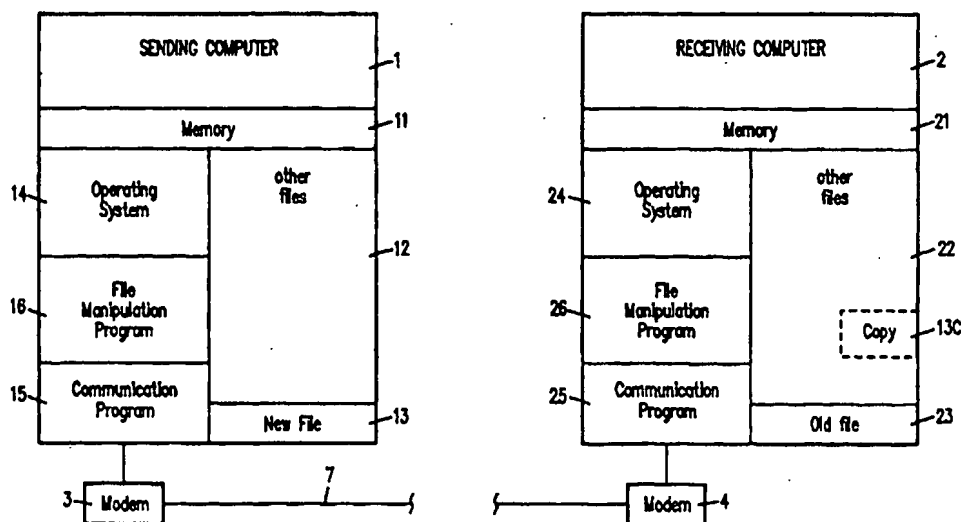 SENDING COMPUTER
1
Memory
11
14
Operating
System
other
files
12
16
File
Manipulation
Program
15
Communication
Program
New File
13
3
Modem
7
RECEIVING COMPUTER
2
Memory
21
24
Operating
System
other
files
22
26
File
Manipulation
Program
Copy
13C
25
Communication
Program
Old file
23
Modem
4